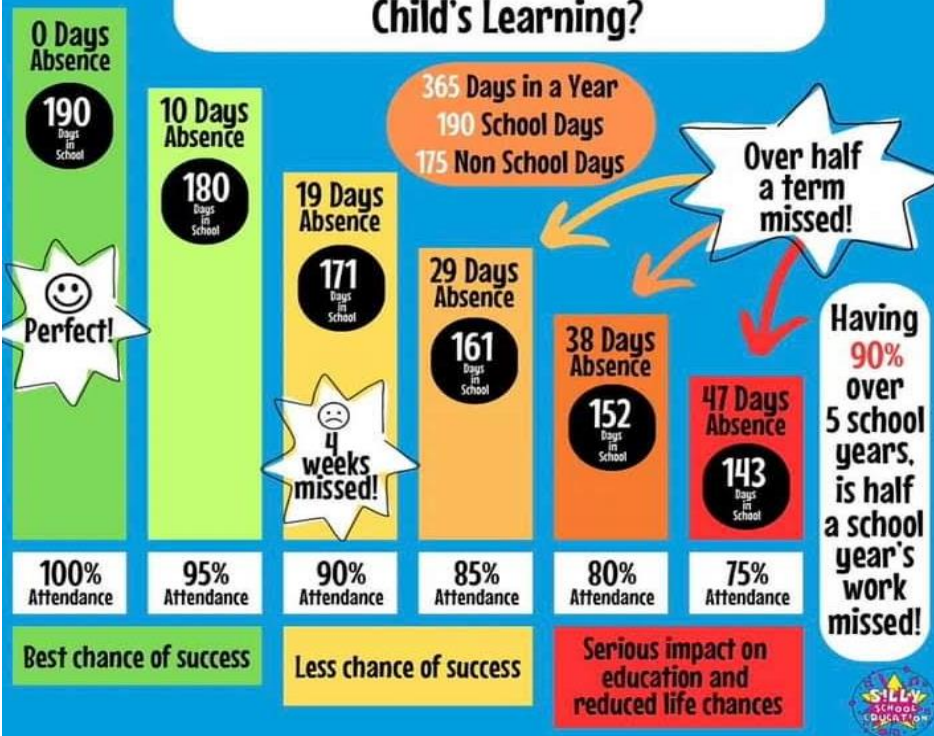 Child's Learning?
0 Days
Absence
190
Days
in
School
Perfect!
10 Days
Absence
180
Days
in
School
365 Days in a Year
190 School Days
175 Non School Days
Over half
a term
missed!
19 Days
Absence
171
Days
in
School
4
weeks
missed!
29 Days
Absence
161
Days
in
School
38 Days
Absence
152
Days
in
School
47 Days
Absence
143
Days
in
School
Having
90%
over
5 school
years,
is half
a school
year's
work
missed!
100%
Attendance
95%
Attendance
90%
Attendance
85%
Attendance
80%
Attendance
75%
Attendance
Best chance of success
Less chance of success
Serious impact on
education and
reduced life chances
SILLY
SCHOOL
EDUCATION